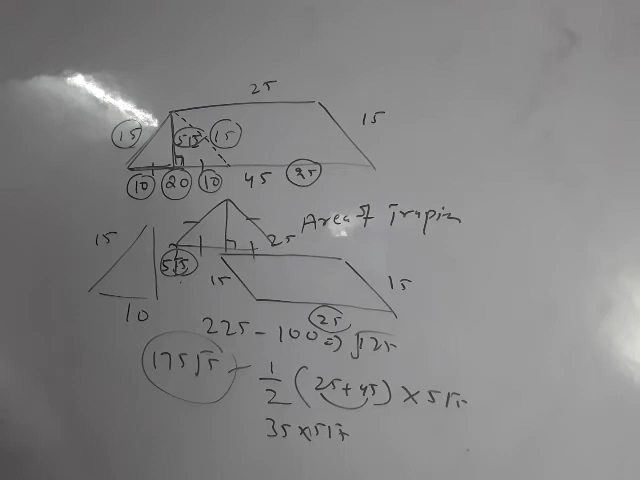 25
15 5√5 15 15
10 20 10 45 25
Area of Trapiz
15 25
5√5 15 15
10 25
225 - 100 => √125
175√5 - 1/2 (25+45) × 5√5
35 × 5√5